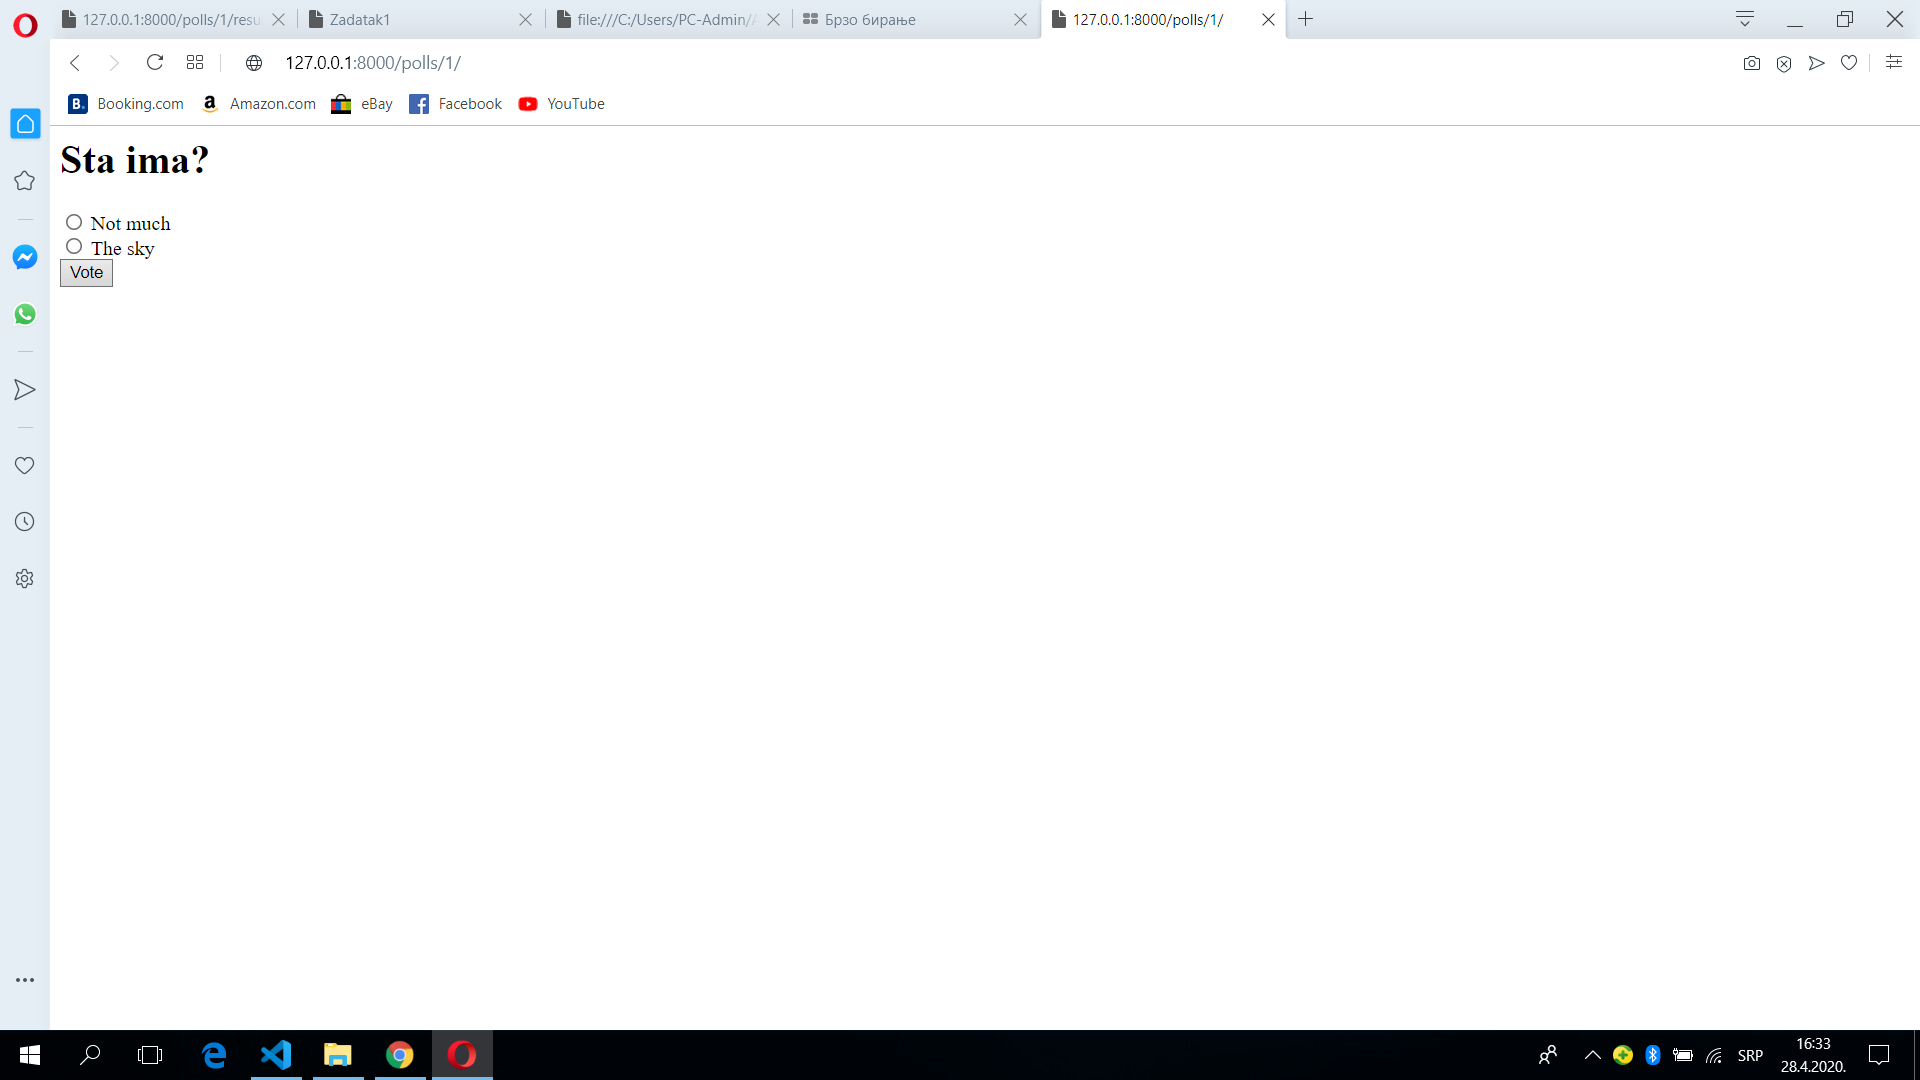 127.0.0.1:8000/polls/1/resu
Zadatak1
file:///C:/Users/PC-Admin/A
Брзо бирање
127.0.0.1:8000/polls/1/
127.0.0.1:8000/polls/1/
B. Booking.com
a Amazon.com
eBay
Facebook
YouTube
Sta ima?
Not much
The sky
Vote
SRP
16:33
28.4.2020.